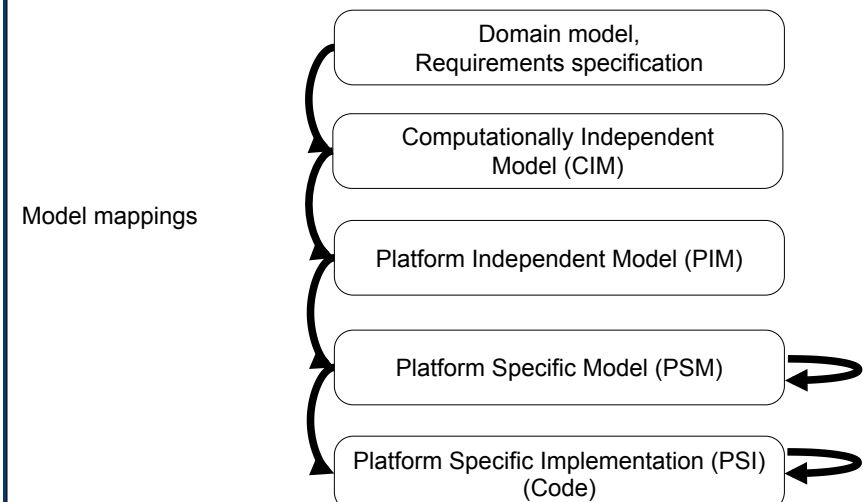 Domain model,
Requirements specification
Computationally Independent
Model (CIM)
Model mappings
Platform Independent Model (PIM)
Platform Specific Model (PSM)
Platform Specific Implementation (PSI)
(Code)